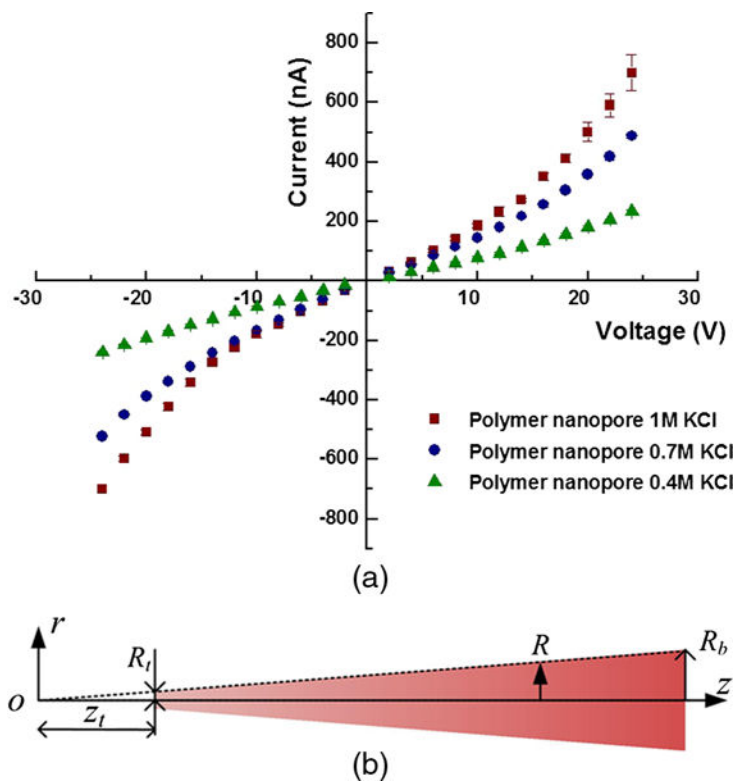 Current (nA)
800
600
400
200
-30
-20
-10
10
20
30
Voltage (V)
-200
-400
-600
-800
Polymer nanopore 1M KCl
Polymer nanopore 0.7M KCl
Polymer nanopore 0.4M KCl
(a)
r
R_t
R
R_b
o
z_t
z
(b)